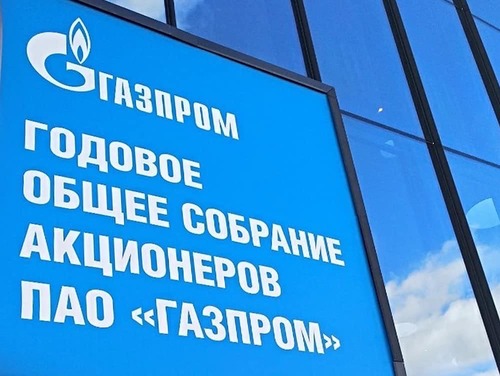 ГАЗПРОМ
ГОДОВОЕ
ОБЩЕЕ СОБРАНИЕ
АКЦИОНЕРОВ
ПАО «ГАЗПРОМ»